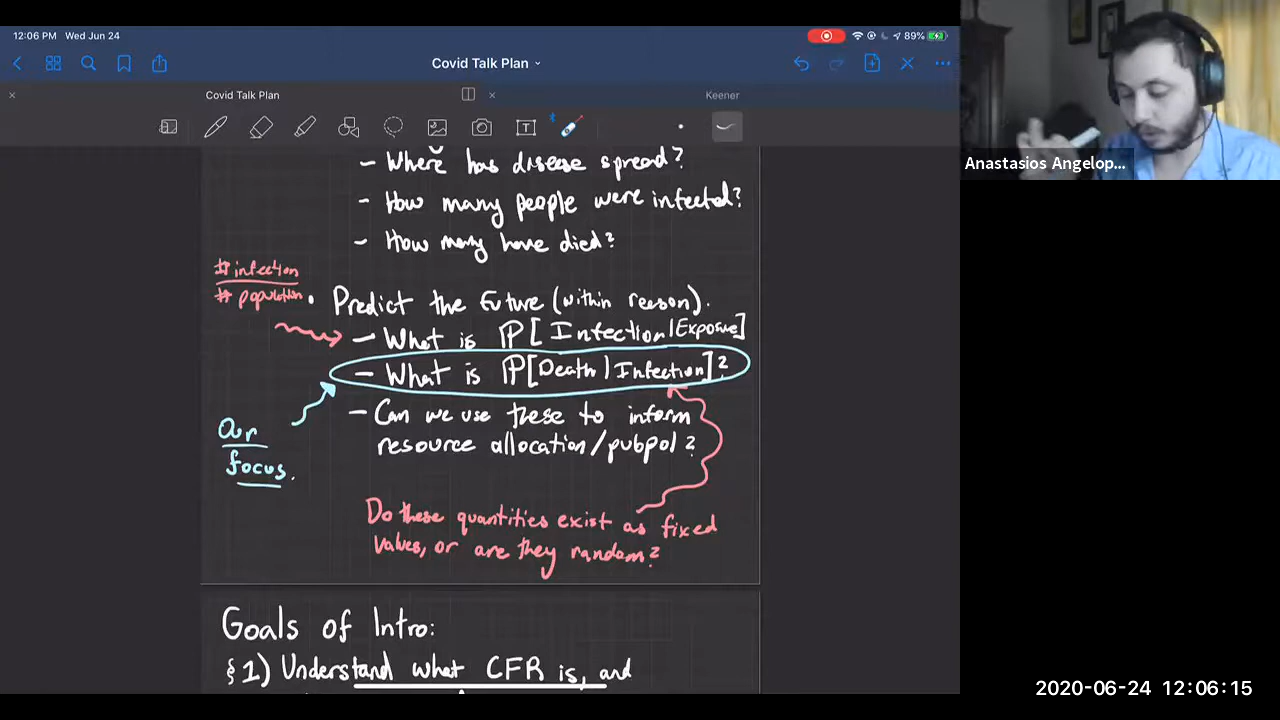 12:06 PM Wed Jun 24
89%
Covid Talk Plan
Covid Talk Plan
Keener
Anastasios Angelop...
- Where has disease spread?
- How many people were infected?
- How many have died?
# infection
# population
• Predict the future (within reason).
- What is ℙ[Infection|Exposure]
- What is ℙ[Death|Infection]?
Our
focus.
- Can we use these to inform
resource allocation/pubpol?
Do these quantities exist as fixed
values, or are they random?
Goals of Intro:
§1) Understand what CFR is, and
2020-06-24 12:06:15